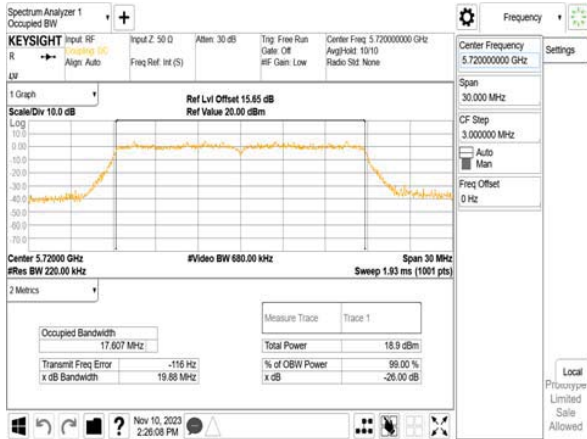 Spectrum Analyzer 1
Occupied BW
+
Frequency
KEYSIGHT Input: RF Input Z: 50 Ω Atten: 30 dB Trig: Free Run Center Freq: 5.720000000 GHz
R Coupling: DC Gate: Off Avg|Hold: 10/10
Align: Auto Freq Ref: Int (S) #IF Gain: Low Radio Std: None
Center Frequency
5.720000000 GHz
Settings
Span
30.000 MHz
CF Step
3.000000 MHz
Auto
Man
Freq Offset
0 Hz
1 Graph
Ref Lvl Offset 15.65 dB
Scale/Div 10.0 dB Ref Value 20.00 dBm
Log
10.0
0.00
-10.0
-20.0
-30.0
-40.0
-50.0
-60.0
-70.0
Center 5.72000 GHz #Video BW 680.00 kHz Span 30 MHz
#Res BW 220.00 kHz Sweep 1.93 ms (1001 pts)
2 Metrics
Measure Trace Trace 1
Occupied Bandwidth
17.607 MHz Total Power 18.9 dBm
Transmit Freq Error -116 Hz % of OBW Power 99.00 %
x dB Bandwidth 19.88 MHz x dB -26.00 dB
Local
Prototype
Limited
Sale
Allowed
? Nov 10, 2023
2:26:08 PM